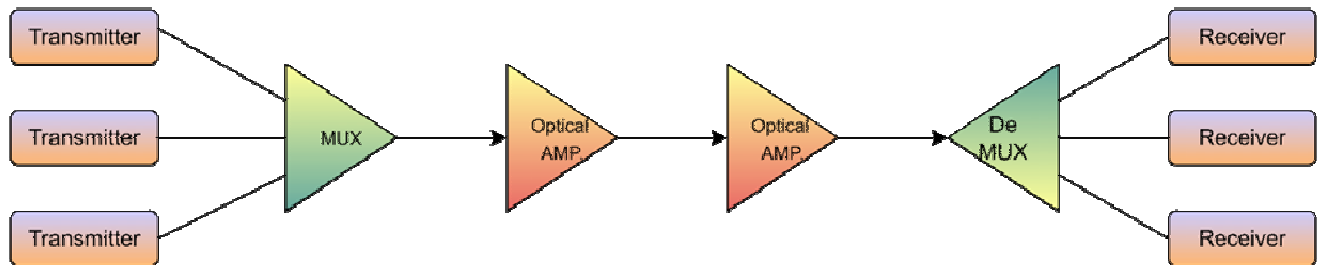 Transmitter
Transmitter
Transmitter
MUX
Optical
AMP.
Optical
AMP.
De
MUX
Receiver
Receiver
Receiver